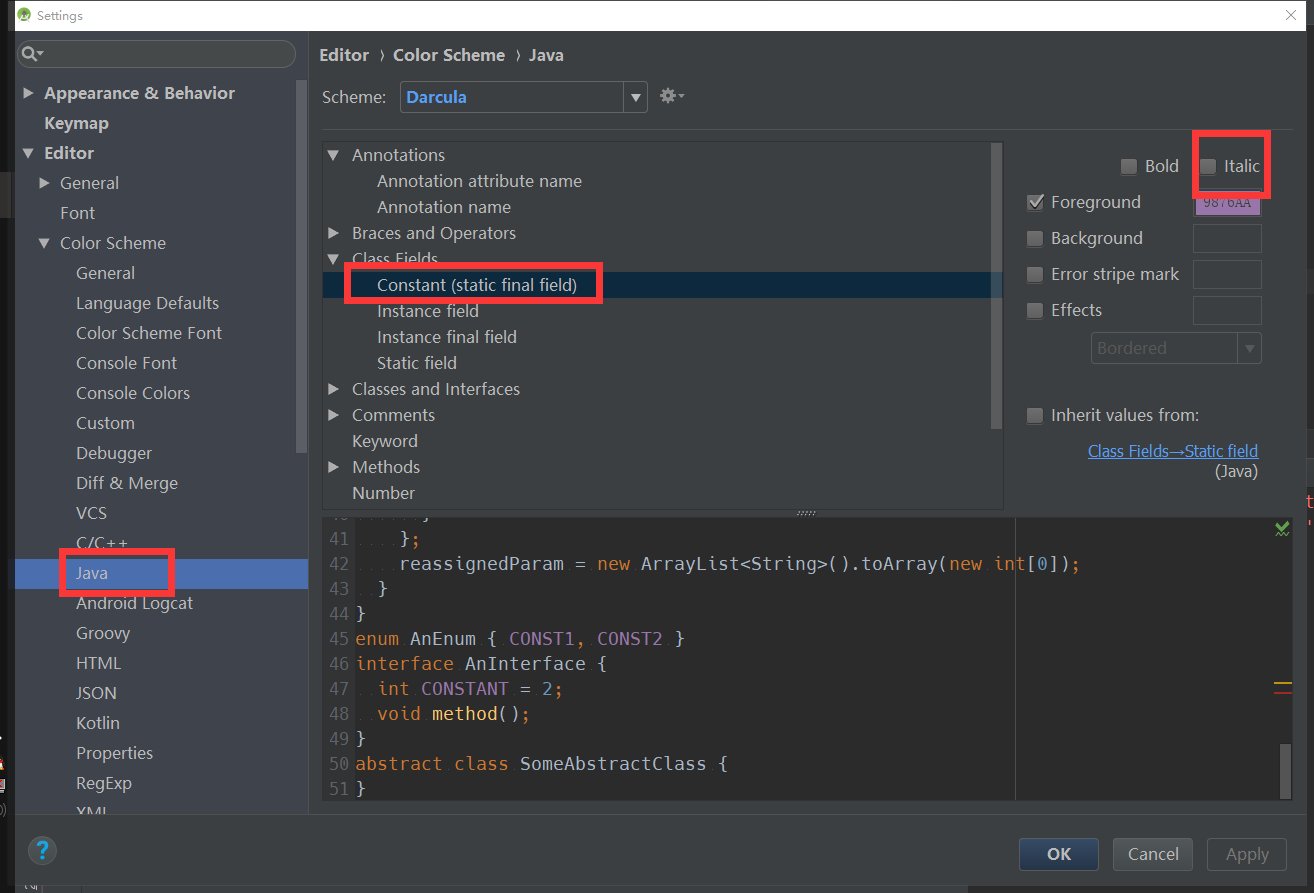 Settings
Editor › Color Scheme › Java
Scheme: Darcula
Appearance & Behavior
Keymap
Editor
General
Font
Color Scheme
General
Language Defaults
Color Scheme Font
Console Font
Console Colors
Custom
Debugger
Diff & Merge
VCS
C/C++
Java
Android Logcat
Groovy
HTML
JSON
Kotlin
Properties
RegExp
XML
Annotations
Annotation attribute name
Annotation name
Braces and Operators
Class Fields
Constant (static final field)
Instance field
Instance final field
Static field
Classes and Interfaces
Comments
Keyword
Methods
Number
Bold Italic
Foreground 9876AA
Background
Error stripe mark
Effects
Bordered
Inherit values from:
Class Fields→Static field
(Java)
41 };
42 reassignedParam = new ArrayList<String>().toArray(new int[0]);
43 }
44 }
45 enum AnEnum { CONST1, CONST2 }
46 interface AnInterface {
47 int CONSTANT = 2;
48 void method();
49 }
50 abstract class SomeAbstractClass {
51 }
?
OK Cancel Apply